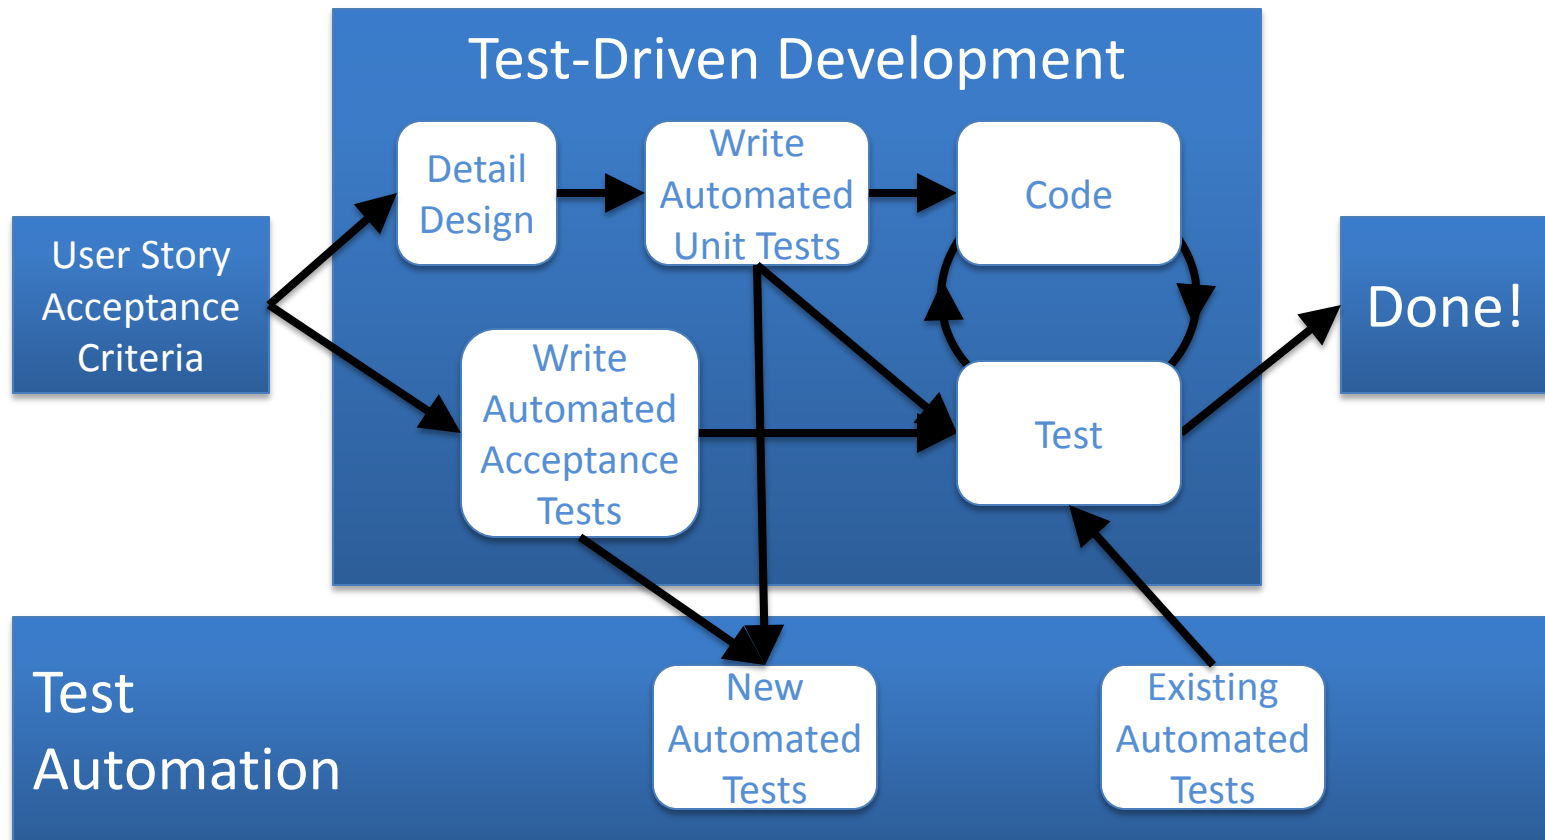 Test-Driven Development
Detail
Design
Write
Automated
Unit Tests
Code
User Story
Acceptance
Criteria
Done!
Write
Automated
Acceptance
Tests
Test
Test
Automation
New
Automated
Tests
Existing
Automated
Tests